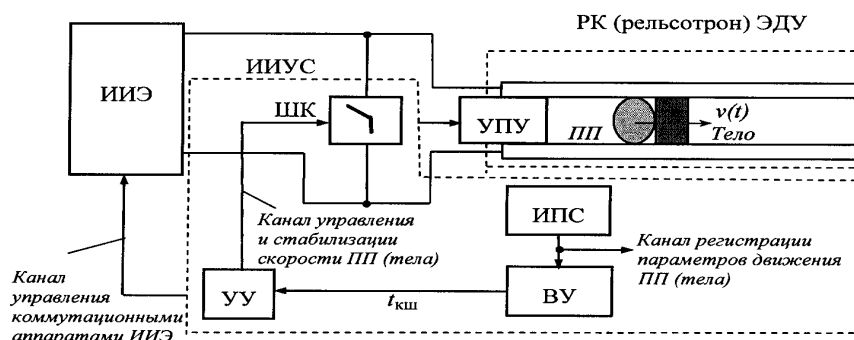 РК (рельсотрон) ЭДУ
ИИУС
ИИЭ
ШК
УПУ
ПП
v(t)
Тело
ИПС
Канал управления
и стабилизации
скорости ПП (тела)
Канал регистрации
параметров движения
ПП (тела)
Канал
управления
коммутационными
аппаратами ИИЭ
УУ
tкш
ВУ